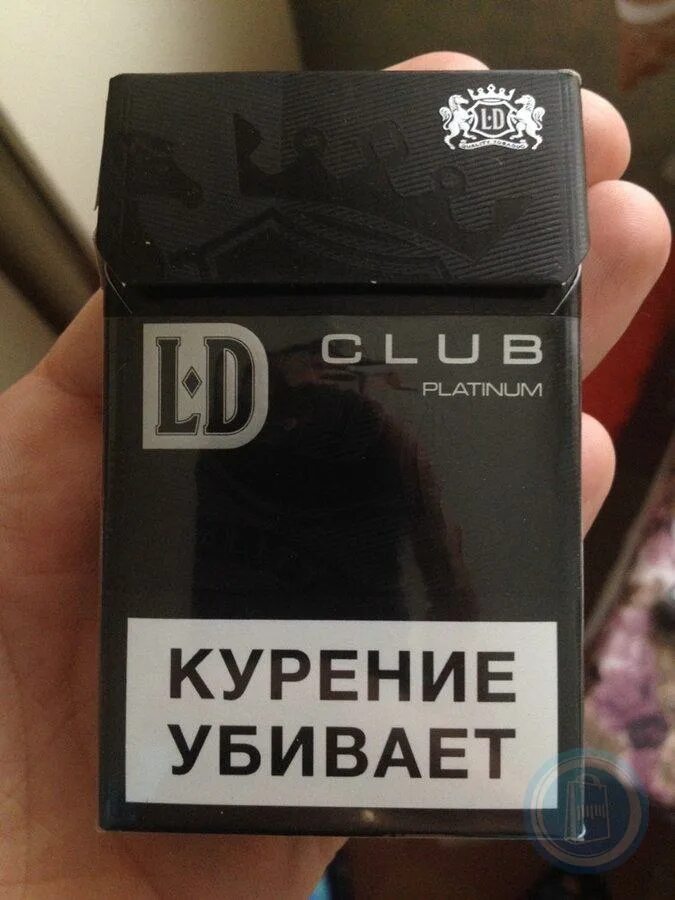 L·D
QUALITY TOBACCO
L·D
CLUB
PLATINUM
КУРЕНИЕ
УБИВАЕТ